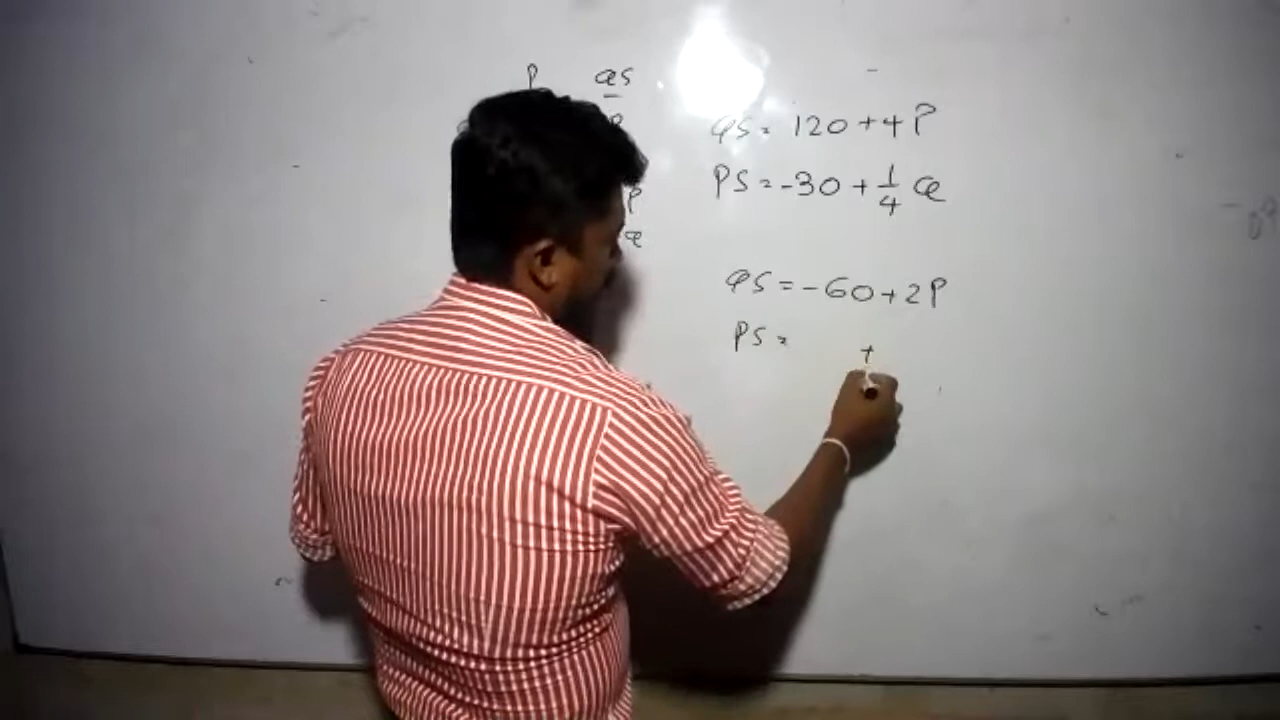 P QS
P
P
Q
QS = 120 + 4P
PS = -30 + 1/4 Q
QS = -60 + 2P
PS = +